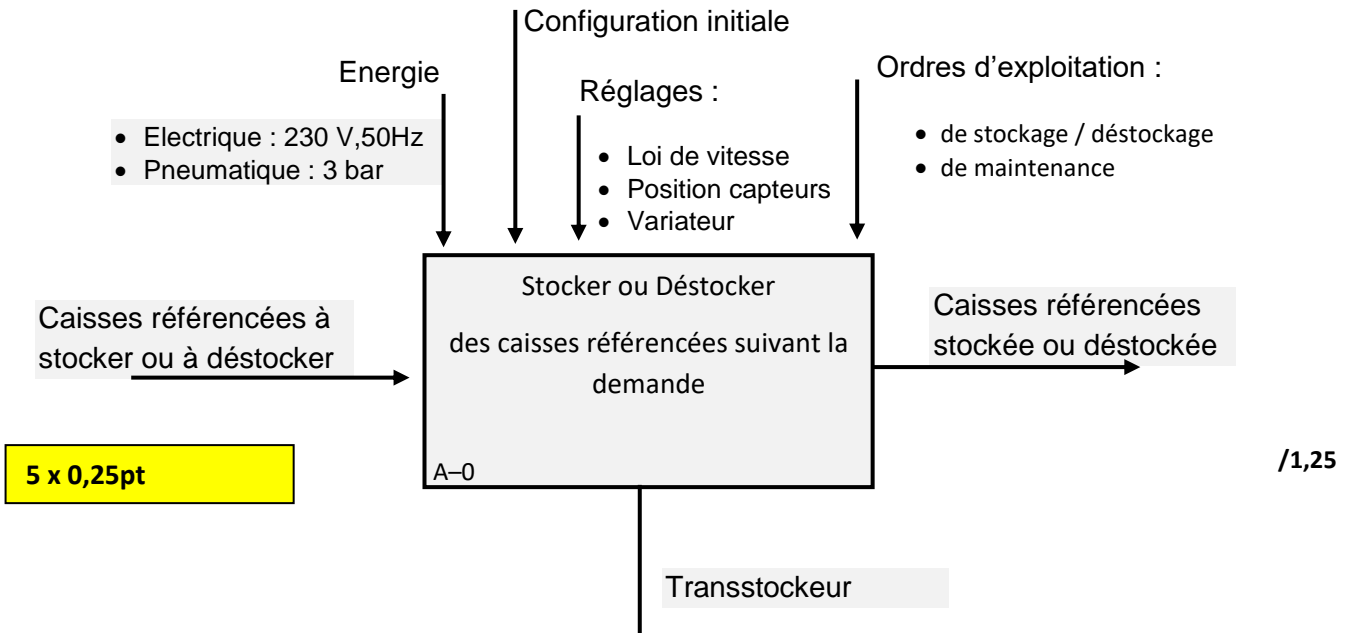 Configuration initiale
Energie
• Electrique : 230 V,50Hz
• Pneumatique : 3 bar
Réglages :
• Loi de vitesse
• Position capteurs
• Variateur
Ordres d’exploitation :
• de stockage / déstockage
• de maintenance
Caisses référencées à
stocker ou à déstocker
Stocker ou Déstocker
des caisses référencées suivant la
demande
A–0
Caisses référencées
stockée ou déstockée
5 x 0,25pt
/1,25
Transstockeur